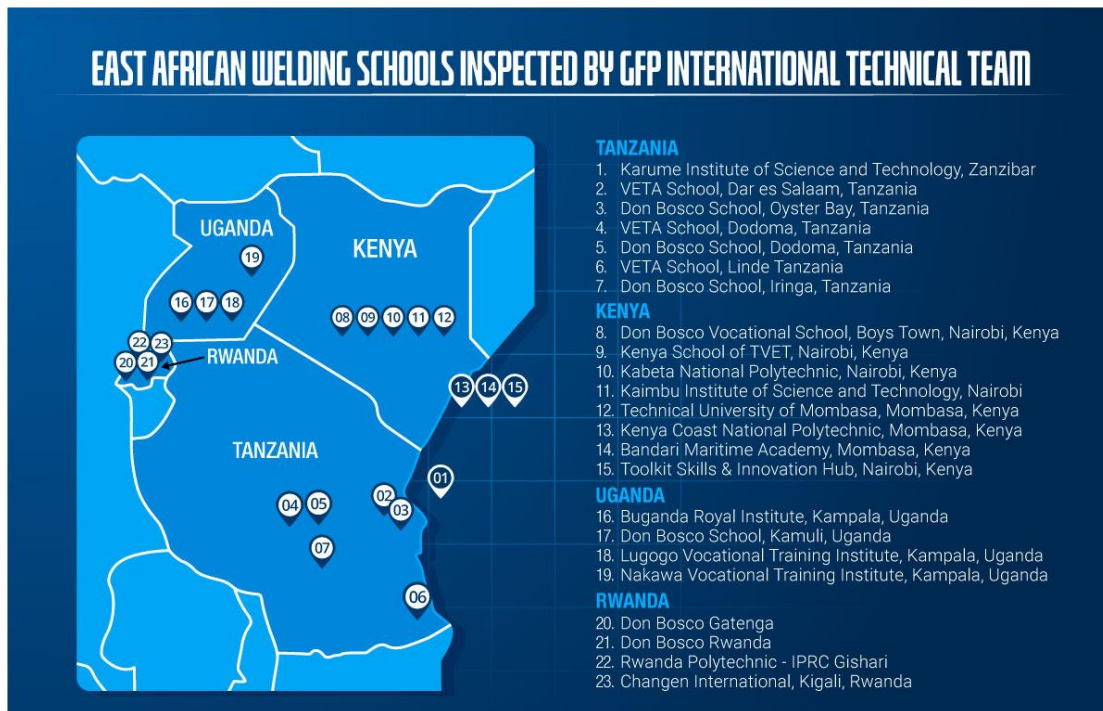 EAST AFRICAN WELDING SCHOOLS INSPECTED BY GFP INTERNATIONAL TECHNICAL TEAM
UGANDA
KENYA
19
16 17 18
08 09 10 11 12
22 23
20 21
RWANDA
13 14 15
TANZANIA
01
02
03
04 05
07
06
TANZANIA
1. Karume Institute of Science and Technology, Zanzibar
2. VETA School, Dar es Salaam, Tanzania
3. Don Bosco School, Oyster Bay, Tanzania
4. VETA School, Dodoma, Tanzania
5. Don Bosco School, Dodoma, Tanzania
6. VETA School, Linde Tanzania
7. Don Bosco School, Iringa, Tanzania
KENYA
8. Don Bosco Vocational School, Boys Town, Nairobi, Kenya
9. Kenya School of TVET, Nairobi, Kenya
10. Kabeta National Polytechnic, Nairobi, Kenya
11. Kaimbu Institute of Science and Technology, Nairobi
12. Technical University of Mombasa, Mombasa, Kenya
13. Kenya Coast National Polytechnic, Mombasa, Kenya
14. Bandari Maritime Academy, Mombasa, Kenya
15. Toolkit Skills & Innovation Hub, Nairobi, Kenya
UGANDA
16. Buganda Royal Institute, Kampala, Uganda
17. Don Bosco School, Kamuli, Uganda
18. Lugogo Vocational Training Institute, Kampala, Uganda
19. Nakawa Vocational Training Institute, Kampala, Uganda
RWANDA
20. Don Bosco Gatenga
21. Don Bosco Rwanda
22. Rwanda Polytechnic - IPRC Gishari
23. Changen International, Kigali, Rwanda